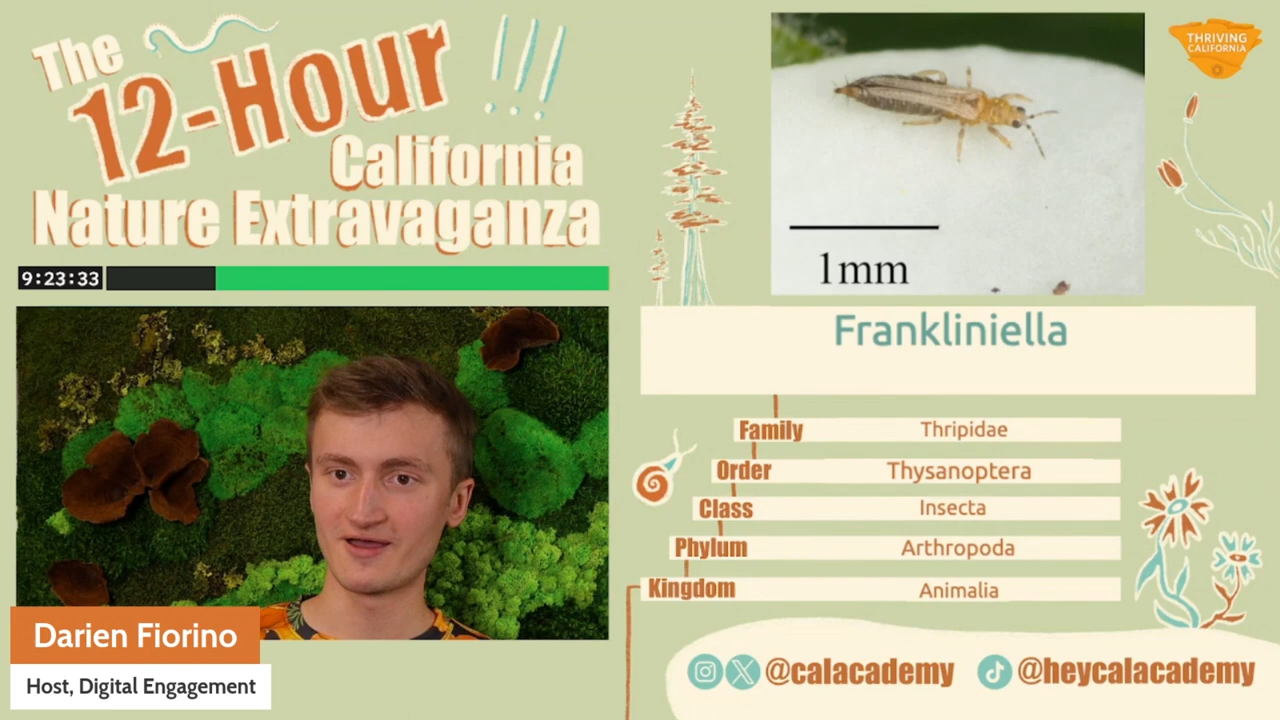 The
12-Hour
!!!
California
Nature Extravaganza
9:23:33
Darien Fiorino
Host, Digital Engagement
THRIVING
CALIFORNIA
1mm
Frankliniella
Family Thripidae
Order Thysanoptera
Class Insecta
Phylum Arthropoda
Kingdom Animalia
@calacademy @heycalacademy